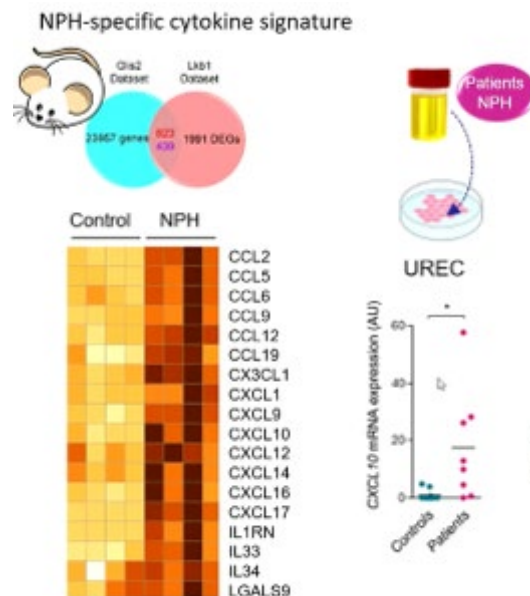 NPH-specific cytokine signature
Glis2
Dataset
Lkb1
Dataset
23957 genes
823
439
1991 DEGs
Patients
NPH
Control
NPH
CCL2
CCL5
CCL6
CCL9
CCL12
CCL19
CX3CL1
CXCL1
CXCL9
CXCL10
CXCL12
CXCL14
CXCL16
CXCL17
IL1RN
IL33
IL34
LGALS9
UREC
CXCL10 mRNA expression (AU)
60
40
20
0
*
Controls
Patients